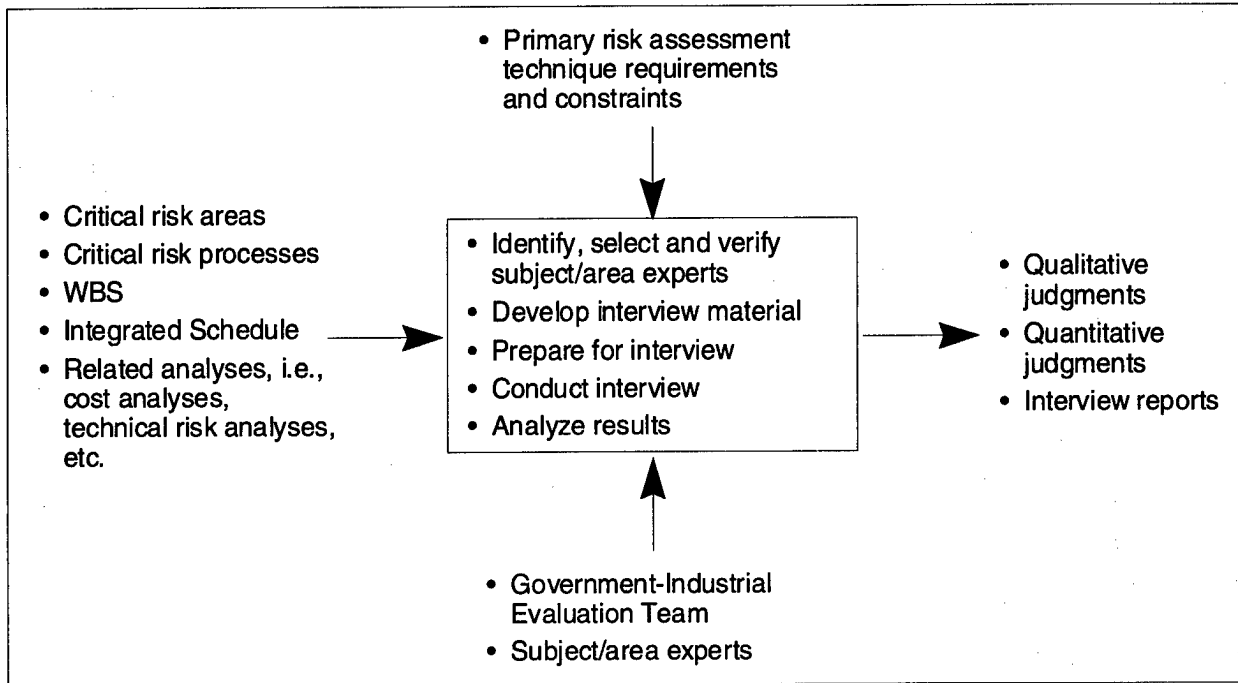 • Primary risk assessment
technique requirements
and constraints
• Critical risk areas
• Critical risk processes
• WBS
• Integrated Schedule
• Related analyses, i.e.,
cost analyses,
technical risk analyses,
etc.
• Identify, select and verify
subject/area experts
• Develop interview material
• Prepare for interview
• Conduct interview
• Analyze results
• Qualitative
judgments
• Quantitative
judgments
• Interview reports
• Government-Industrial
Evaluation Team
• Subject/area experts